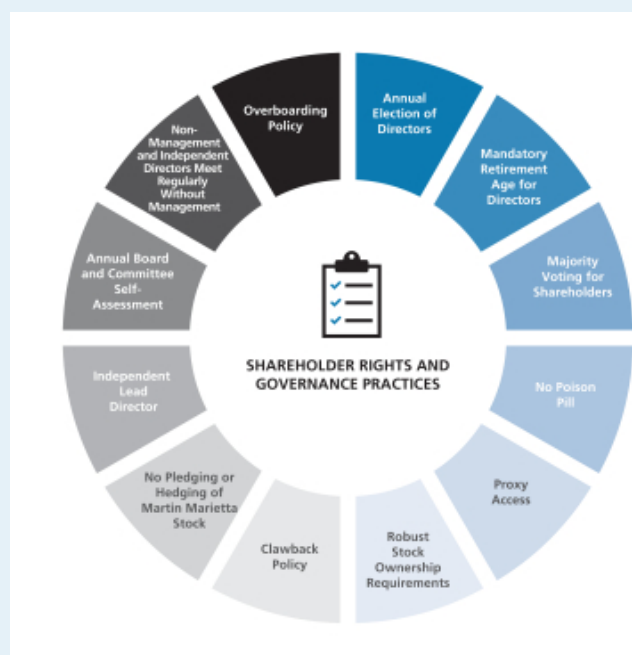 SHAREHOLDER RIGHTS AND
GOVERNANCE PRACTICES
Annual
Election of
Directors
Mandatory
Retirement
Age for
Directors
Majority
Voting for
Shareholders
No Poison
Pill
Proxy
Access
Robust
Stock
Ownership
Requirements
Clawback
Policy
No Pledging or
Hedging of
Martin Marietta
Stock
Independent
Lead
Director
Annual Board
and Committee
Self-
Assessment
Non-
Management
and Independent
Directors Meet
Regularly
Without
Management
Overboarding
Policy